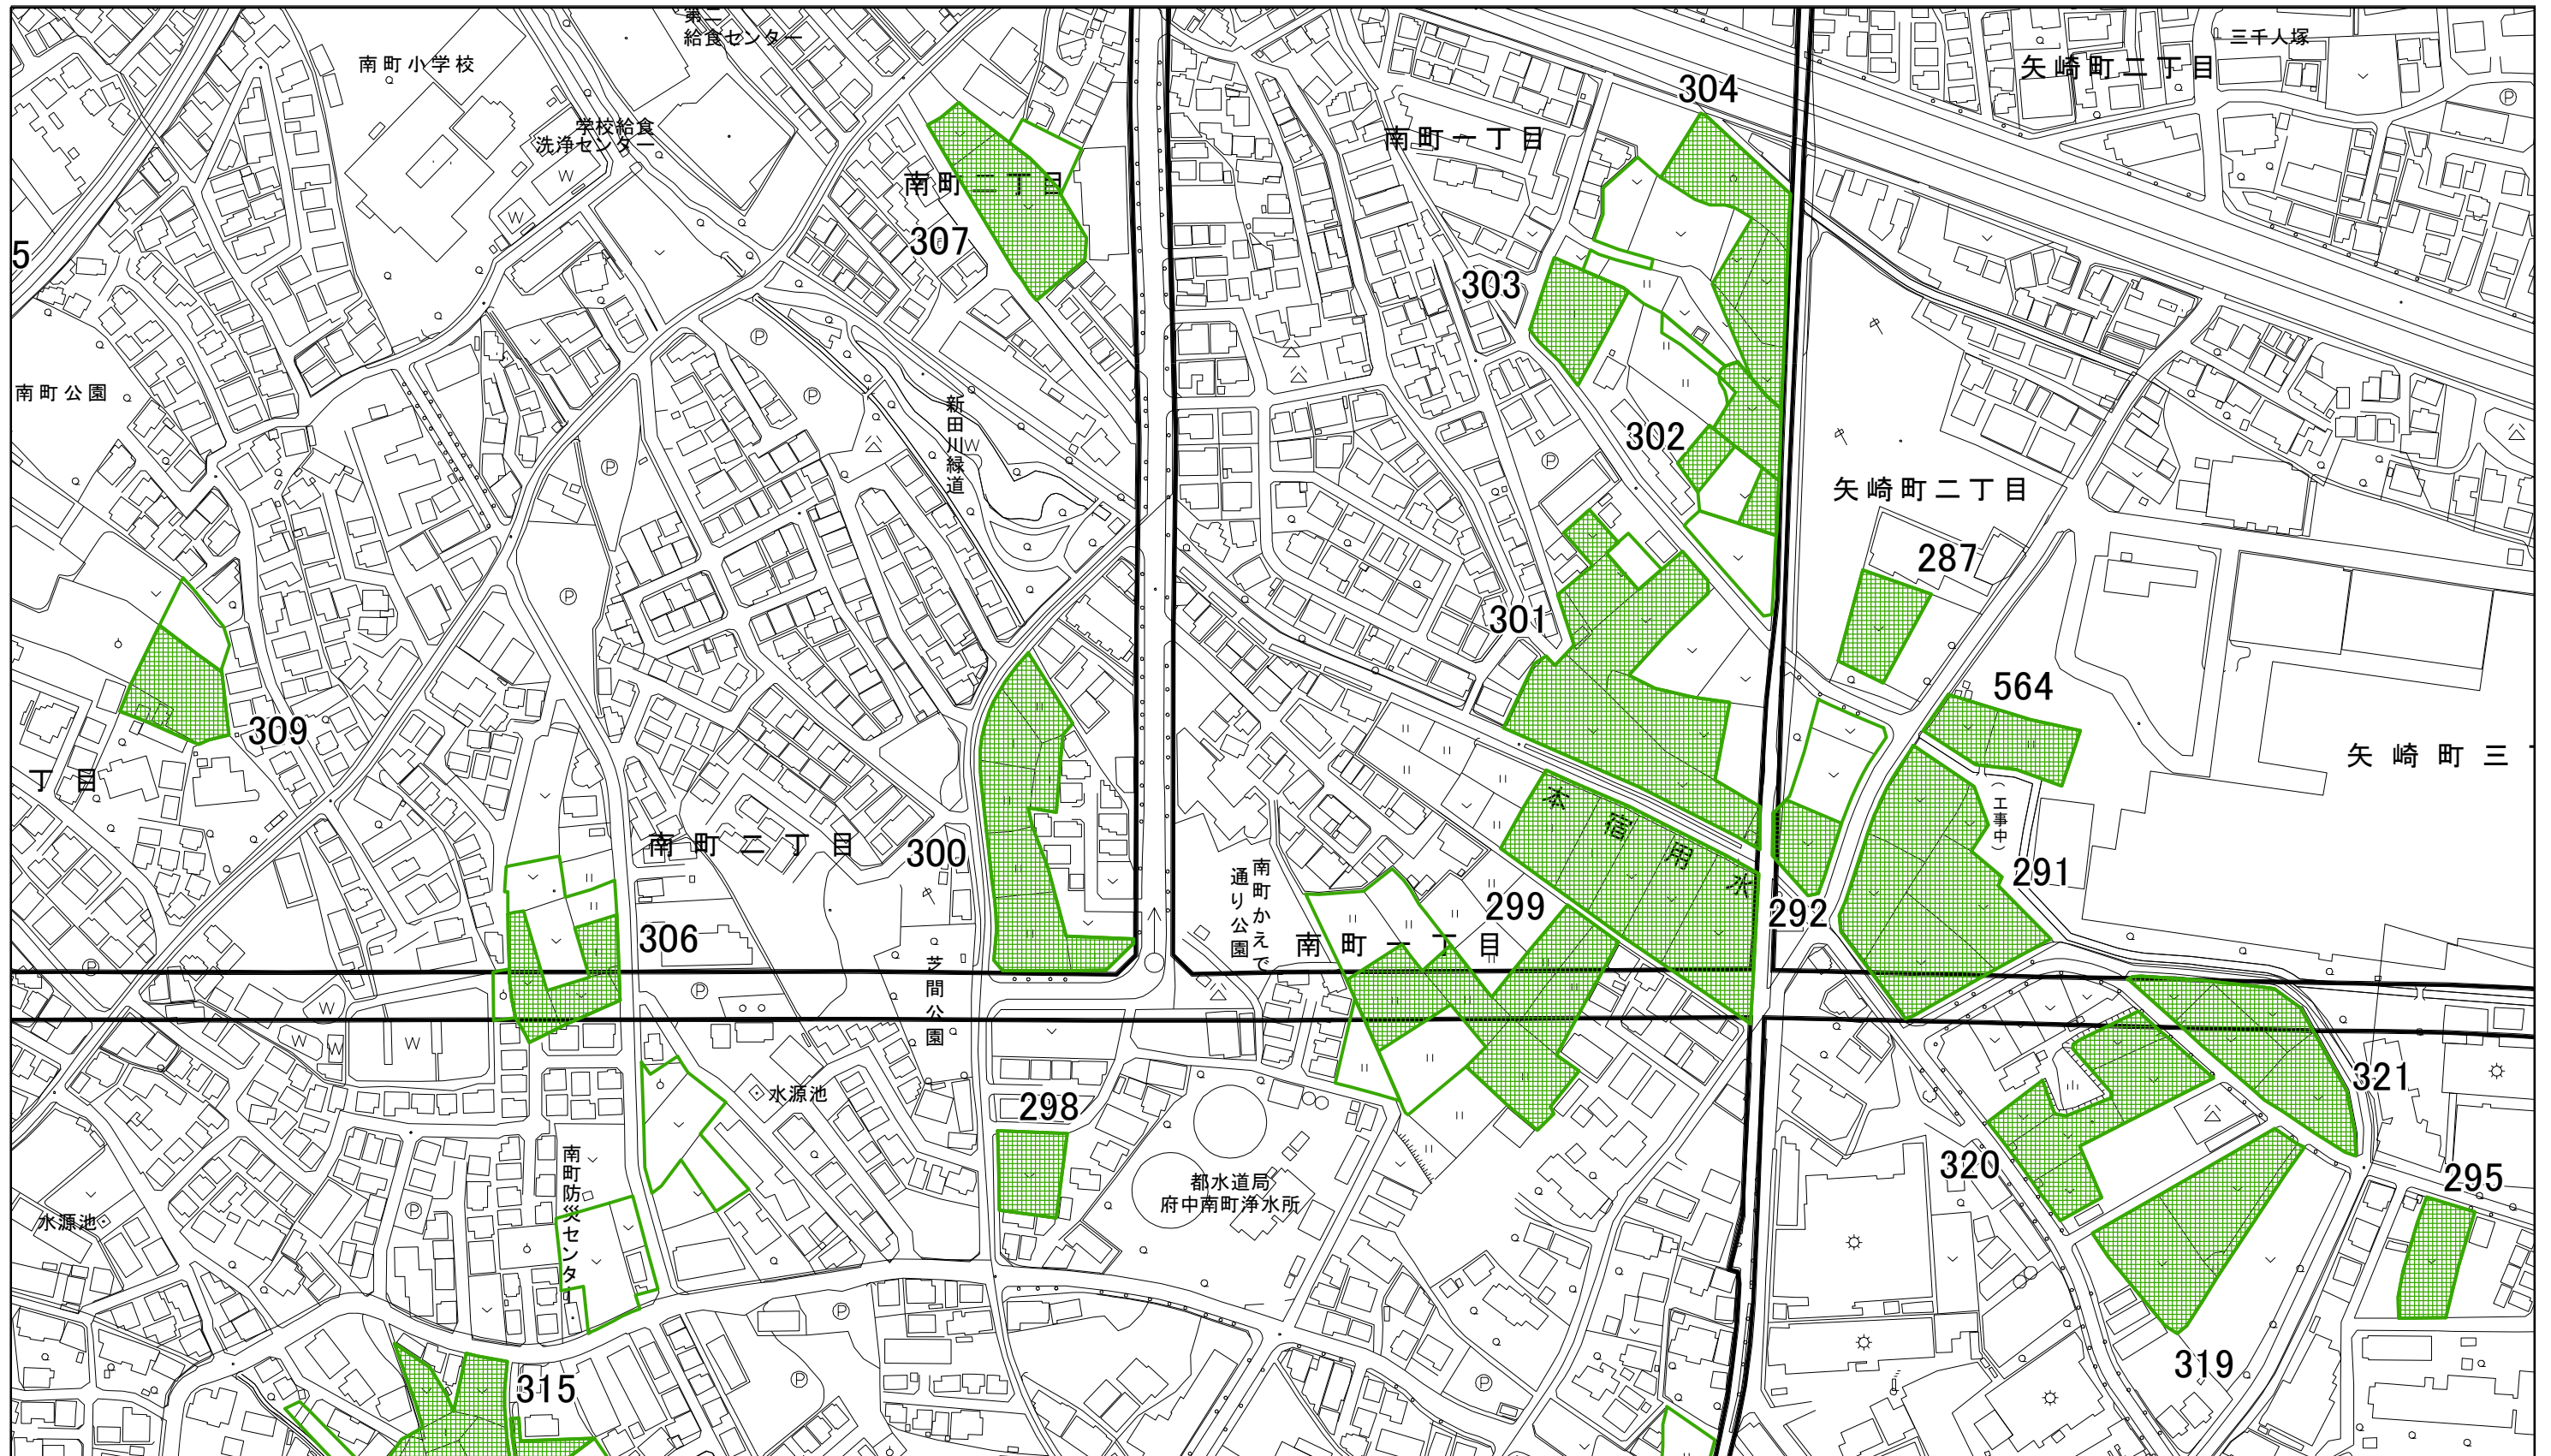 第二
給食センター
三千人塚
南町小学校
矢崎町二丁目
304
学校給食
洗浄センター
南町一丁目
南町二丁目
307
5
303
南町公園
新田川緑道
302
矢崎町二丁目
287
301
564
309
矢崎町三丁
丁目
本宿用水
(工事中)
南町二丁目
300
291
南町かえで
通り公園
299
292
306
南町一丁目
芝間公園
水源池
298
321
南町防災センター
320
都水道局
府中南町浄水所
295
水源池
319
315